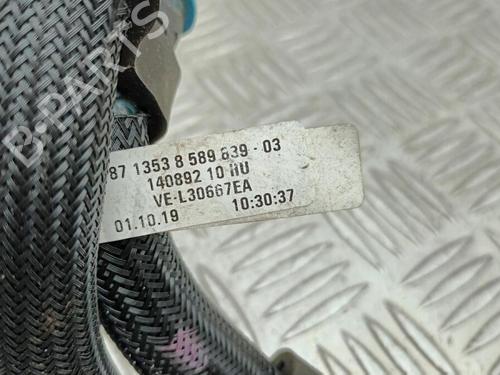 87 1353 8 589 639 - 03
140892 10 HU
VE-L30667EA
01.10.19 10:30:37
B-PARTS